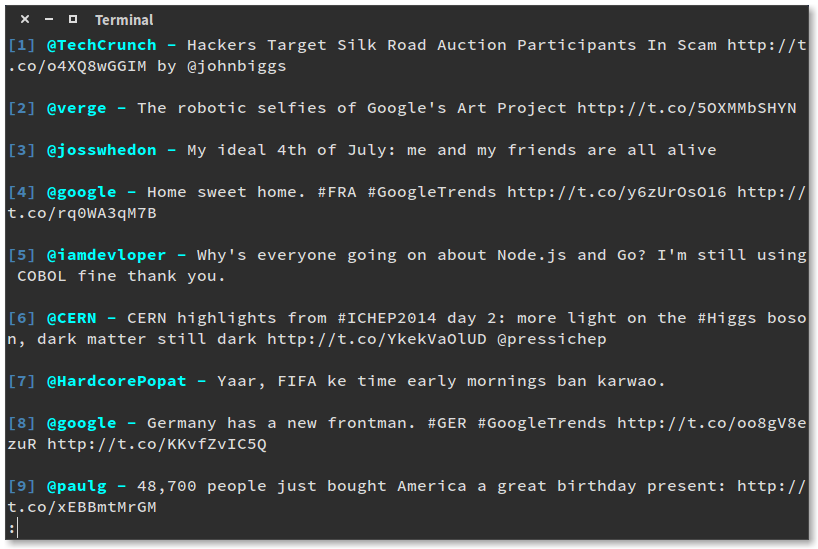 Terminal
[1] @TechCrunch – Hackers Target Silk Road Auction Participants In Scam http://t
.co/o4XQ8wGGIM by @johnbiggs
[2] @verge – The robotic selfies of Google's Art Project http://t.co/5OXMMbSHYN
[3] @josswhedon – My ideal 4th of July: me and my friends are all alive
[4] @google – Home sweet home. #FRA #GoogleTrends http://t.co/y6zUrOsO16 http://
t.co/rq0WA3qM7B
[5] @iamdevloper – Why's everyone going on about Node.js and Go? I'm still using
 COBOL fine thank you.
[6] @CERN – CERN highlights from #ICHEP2014 day 2: more light on the #Higgs boso
n, dark matter still dark http://t.co/YkekVaOlUD @pressichep
[7] @HardcorePopat – Yaar, FIFA ke time early mornings ban karwao.
[8] @google – Germany has a new frontman. #GER #GoogleTrends http://t.co/oo8gV8e
zuR http://t.co/KKvfZvIC5Q
[9] @paulg – 48,700 people just bought America a great birthday present: http://
t.co/xEBBmtMrGM
: